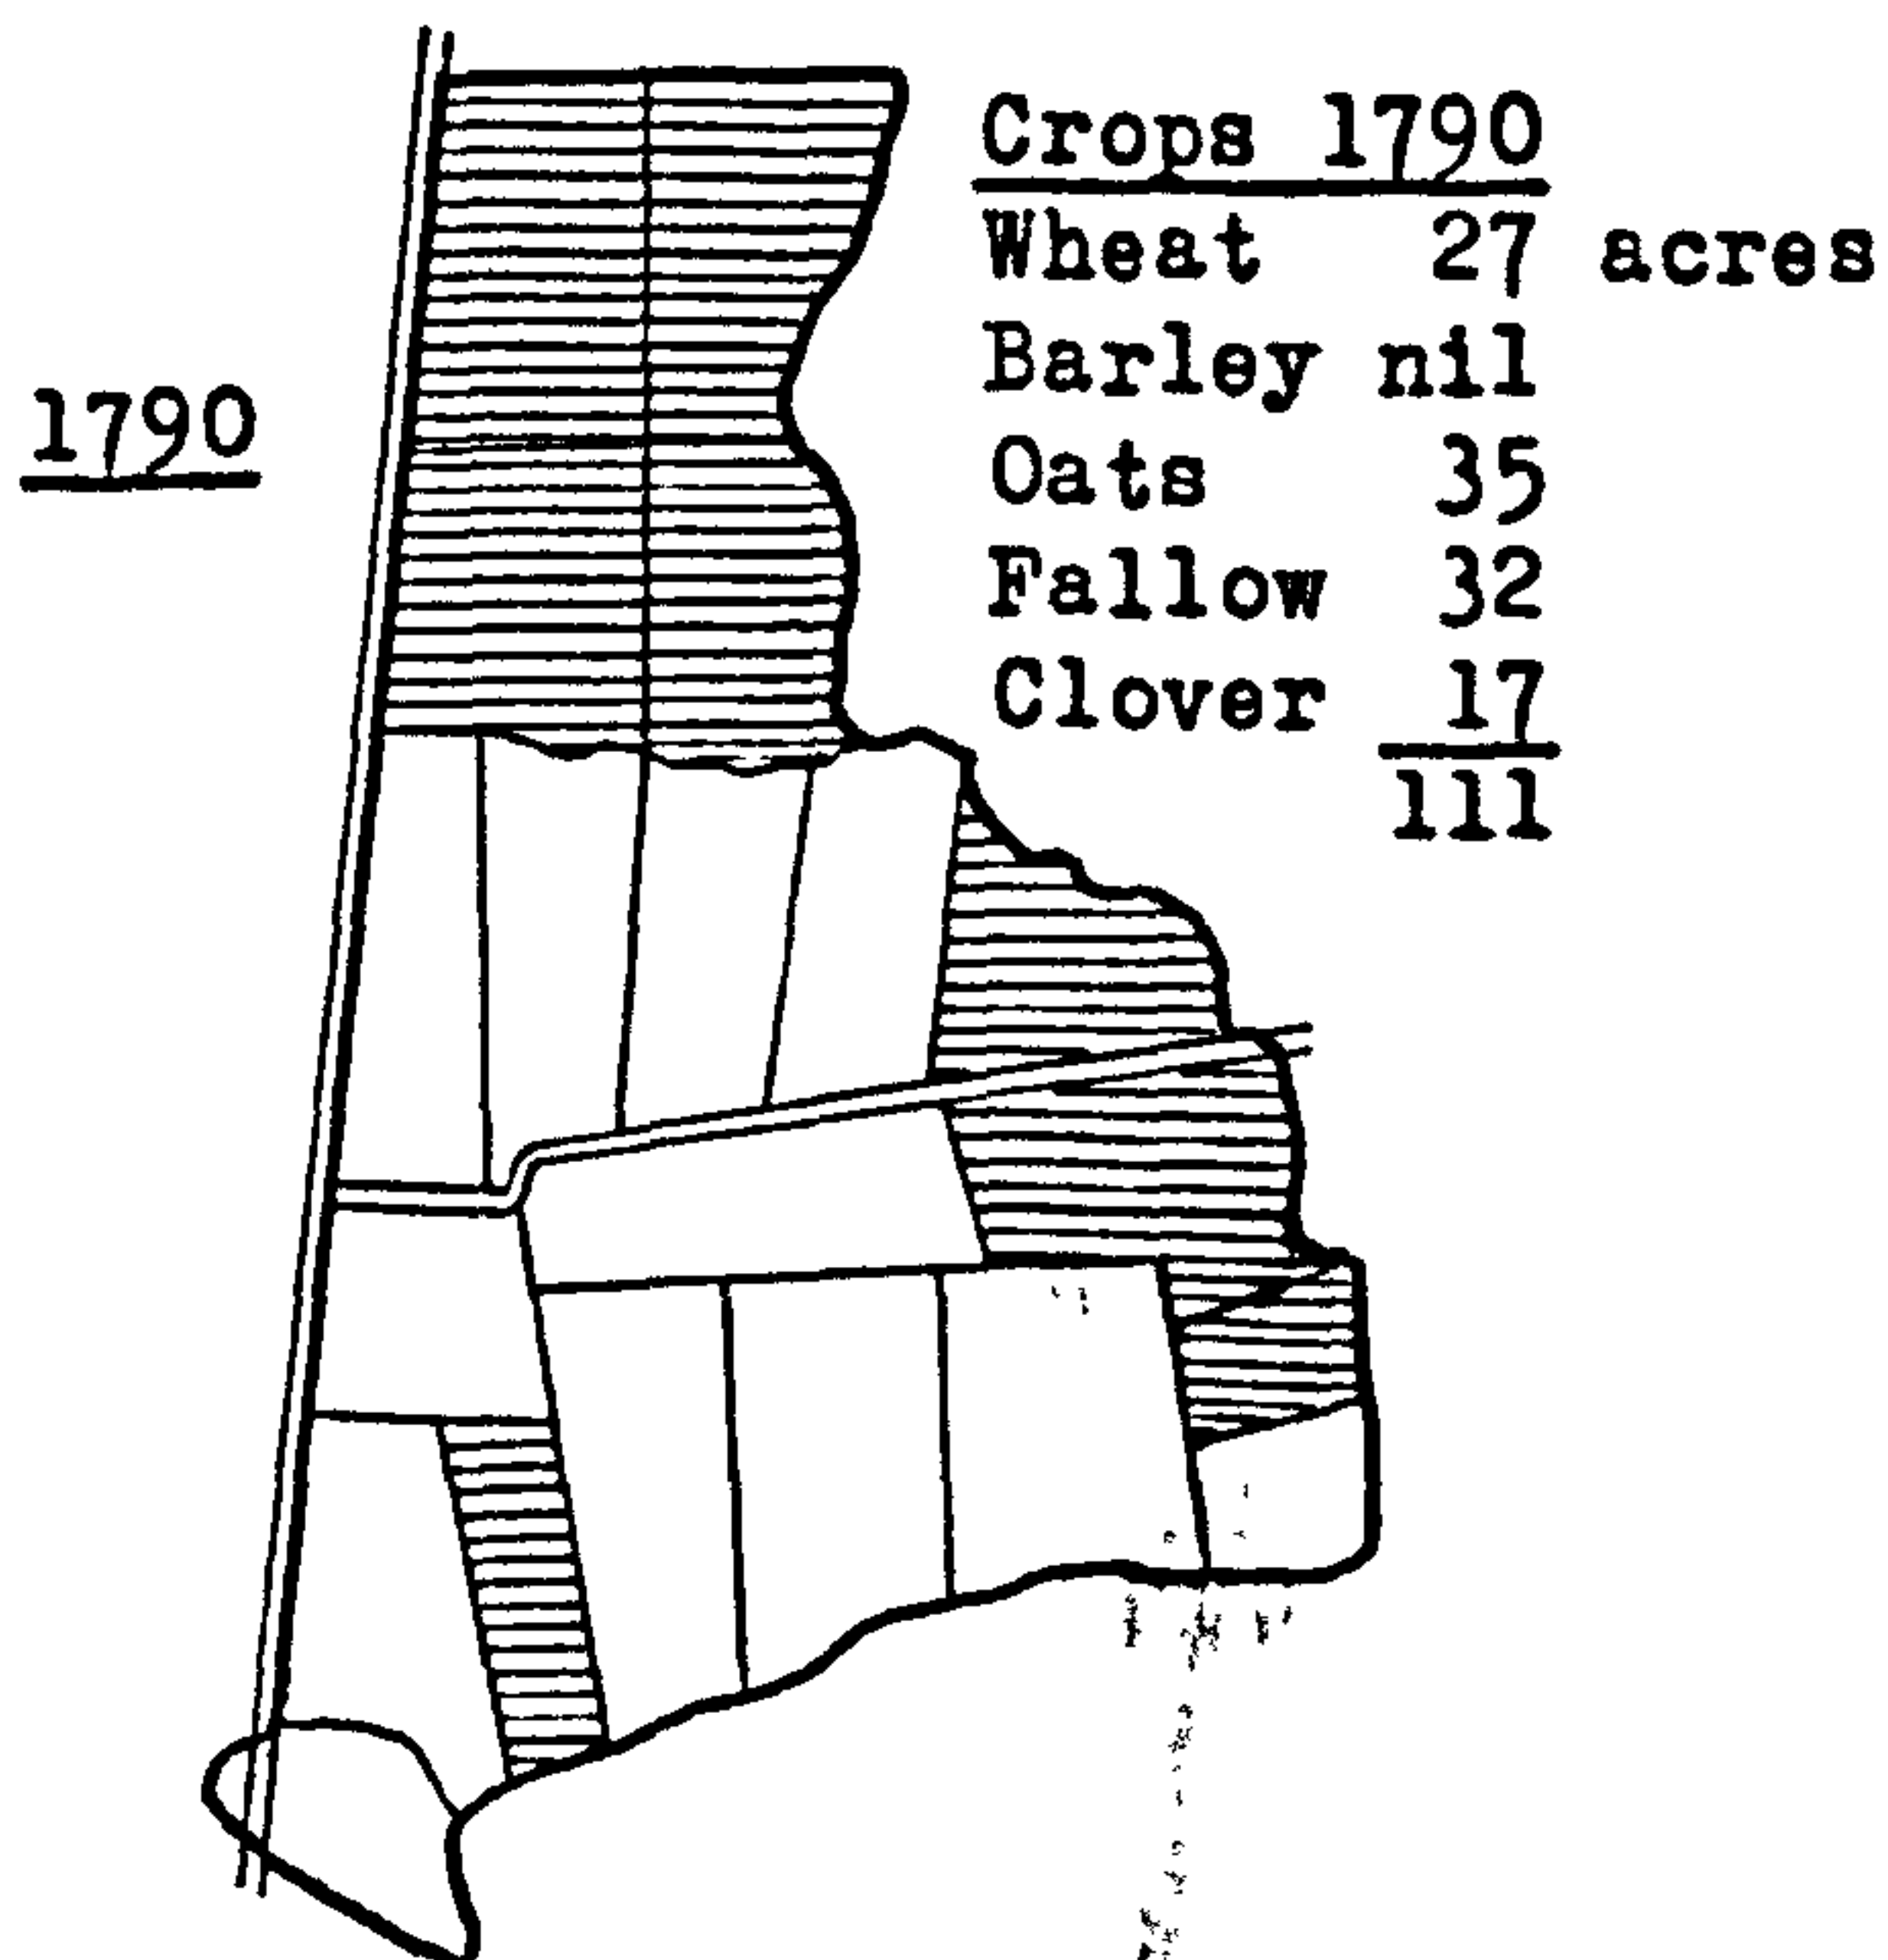 Crops 1790
Wheat 27 acres
Barley nil
Oats 35
Fallow 32
Clover 17
111
1790